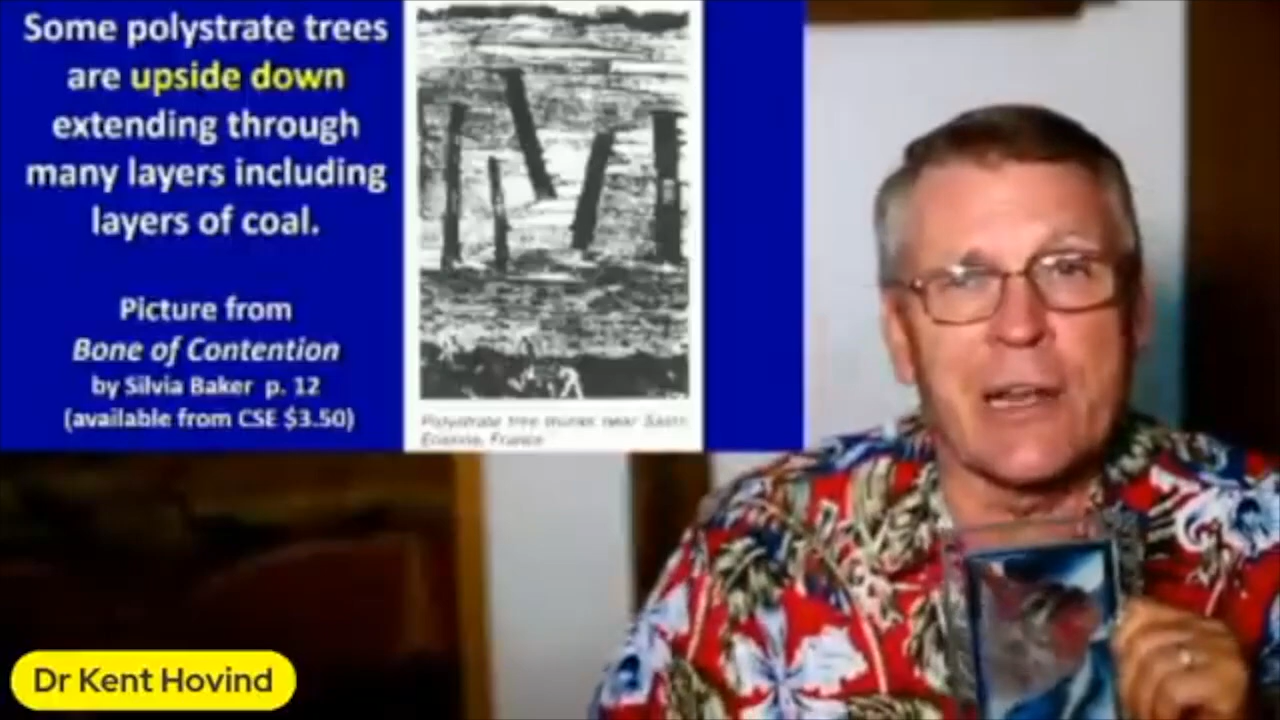 Some polystrate trees
are upside down
extending through
many layers including
layers of coal.
Picture from
Bone of Contention
by Silvia Baker p. 12
(available from CSE $3.50)
Polystrate tree trunks near Saint
Etienne, France
Dr Kent Hovind